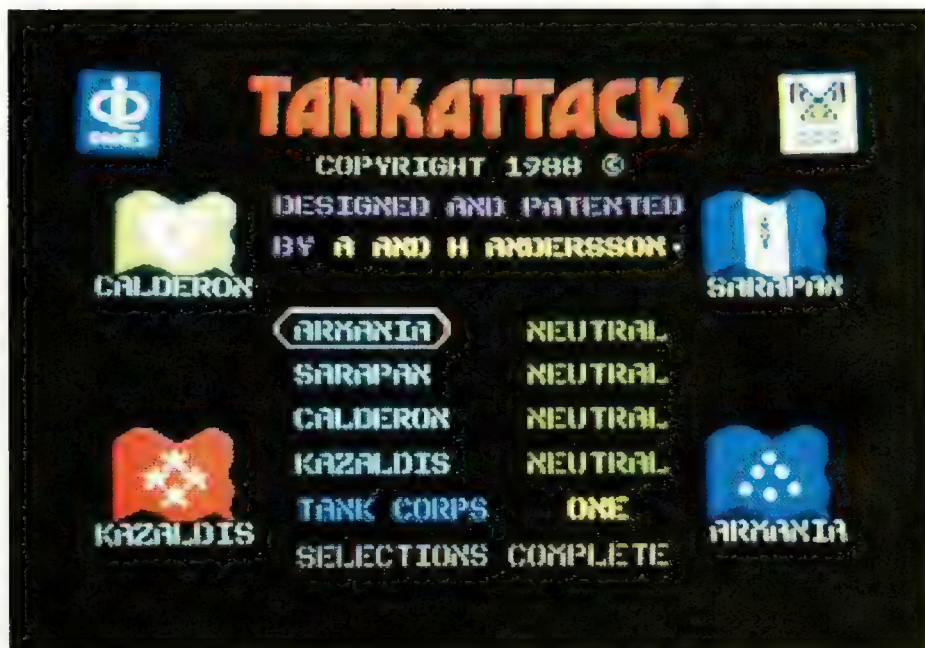 TANKATTACK
COPYRIGHT 1988 ©
DESIGNED AND PATENTED
BY A AND H ANDERSSON.
CALDERON
SARAPAN
ARMANIA NEUTRAL
SARAPAN NEUTRAL
CALDERON NEUTRAL
KAZALDIS NEUTRAL
TANK CORPS ONE
SELECTIONS COMPLETE
KAZALDIS
ARMANIA